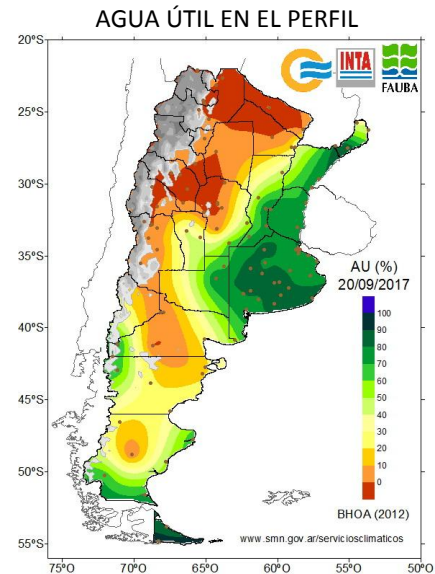 AGUA ÚTIL EN EL PERFIL
INTA
FAUBA
20°S
25°S
30°S
35°S
40°S
45°S
50°S
55°S
AU (%)
20/09/2017
100
90
80
70
60
50
40
30
20
10
0
BHOA (2012)
www.smn.gov.ar/serviciosclimaticos
75°O
70°O
65°O
60°O
55°O
50°O